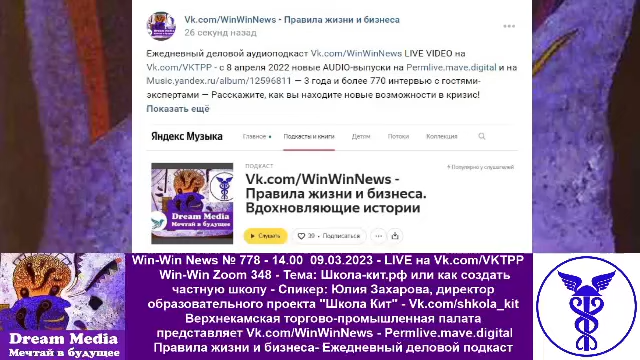 Vk.com/WinWinNews - Правила жизни и бизнеса
26 секунд назад
Ежедневный деловой аудиоподкаст Vk.com/WinWinNews LIVE VIDEO на
Vk.com/VKTPP - с 8 апреля 2022 новые AUDIO-выпуски на Permlive.mave.digital и на
Music.yandex.ru/album/12596811 — 3 года и более 770 интервью с гостями-
экспертами — Расскажите, как вы находите новые возможности в кризис!
Показать ещё
Яндекс Музыка Главное Подкасты и книги Детям Потоки Коллекция
ПОДКАСТ
Популярно у слушателей
Vk.com/WinWinNews -
Правила жизни и бизнеса.
Вдохновляющие истории
Dream Media
Мечтай в будущее
Слушать 39 Подписаться
Win-Win News № 778 - 14.00 09.03.2023 - LIVE на Vk.com/VKTPP
Win-Win Zoom 348 - Тема: Школа-кит.рф или как создать
частную школу - Спикер: Юлия Захарова, директор
образовательного проекта "Школа Кит" - Vk.com/shkola_kit
Верхнекамская торгово-промышленная палата
представляет Vk.com/WinWinNews - Permlive.mave.digital
Правила жизни и бизнеса- Ежедневный деловой подкаст
Dream Media
Мечтай в будущее